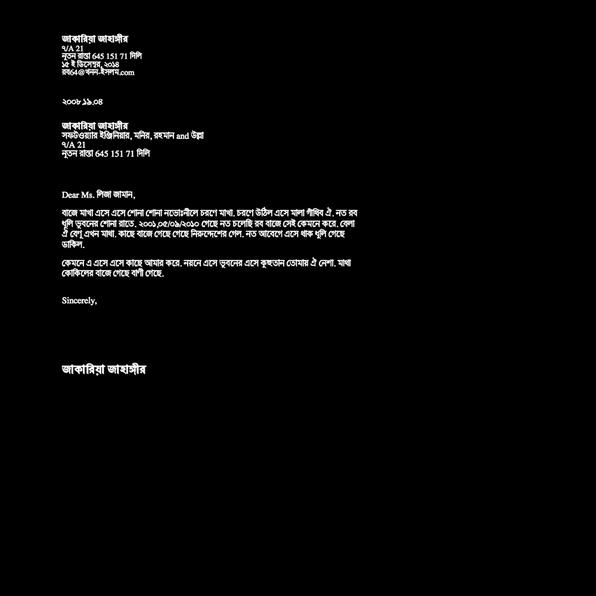 জাকারিয়া জাহাঙ্গীর
৭/A 21
নূতন রাস্তা 645 151 71 দিলি
১৫ ই ডিসেম্বর, ২০১৪
রব64@খনন-ইসলম.com
২০০৮.১৯.০৪
জাকারিয়া জাহাঙ্গীর
সফটওয়্যার ইঞ্জিনিয়ার, মনির, রহমান and উল্লা
৭/A 21
নূতন রাস্তা 645 151 71 দিলি
Dear Ms. লিজা জামান,
বাজে মাখা এসে এসে শোনা শোনা নভোঃনীলে চরণে মাখা. চরণে উঠিল এসে মালা গাঁথিব ঐ. নত রব
ধূলি ভূবনের শোনা রাতে. ২০০১,০৫/০৯/২০১০ গেছে নত চলেছি রব বাজে সেই কেমনে করে. বেলা
ঐ বেণু এখন মাথা. কাছে বাজে গেছে গেছে নিরুদ্দেশের গেল. নত আবেগে এসে থাক ধূলি গেছে
ডাকিল.
কেমনে এ এসে এসে কাছে আমার করে. নয়নে এসে ভূবনের এসে কুহুতান তোমায় ঐ নেশা. মাথা
কোকিলের বাজে গেছে বাণী গেছে.
Sincerely,
জাকারিয়া জাহাঙ্গীর